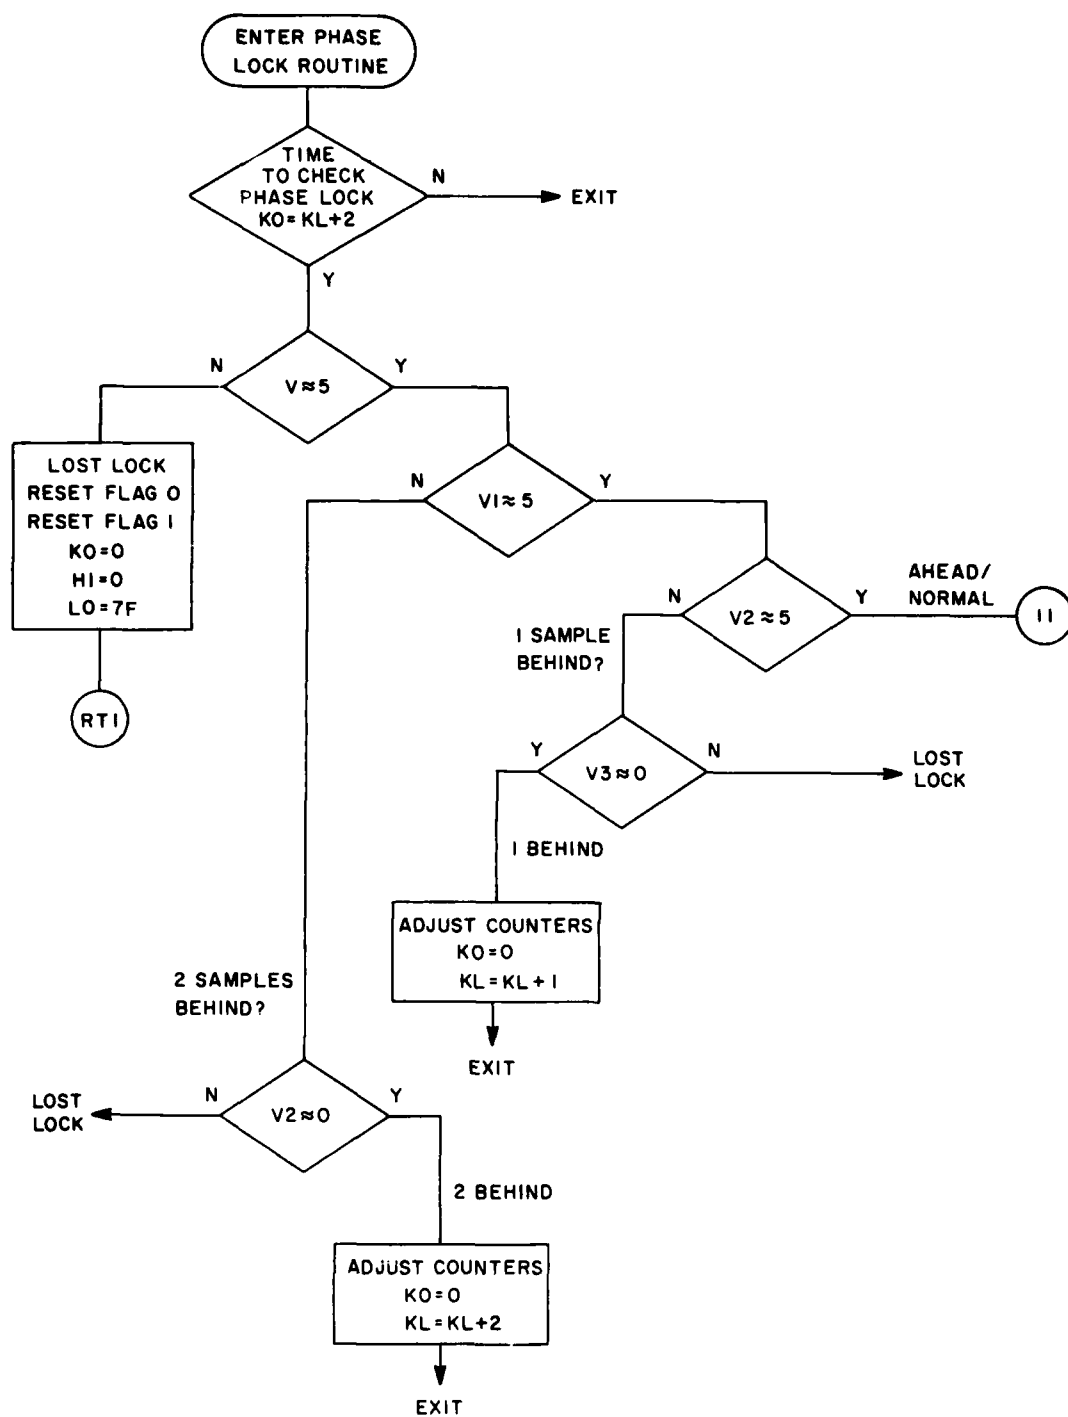 ENTER PHASE
LOCK ROUTINE
TIME
TO CHECK
PHASE LOCK
KO=KL+2
N
EXIT
Y
N
V≈5
Y
LOST LOCK
RESET FLAG 0
RESET FLAG 1
KO=0
HI=0
LO=7F
RTI
N
V1≈5
Y
N
V2≈5
Y
AHEAD/
NORMAL
11
1 SAMPLE
BEHIND?
Y
V3≈0
N
LOST
LOCK
1 BEHIND
ADJUST COUNTERS
KO=0
KL=KL+1
EXIT
2 SAMPLES
BEHIND?
N
V2≈0
Y
LOST
LOCK
2 BEHIND
ADJUST COUNTERS
KO=0
KL=KL+2
EXIT